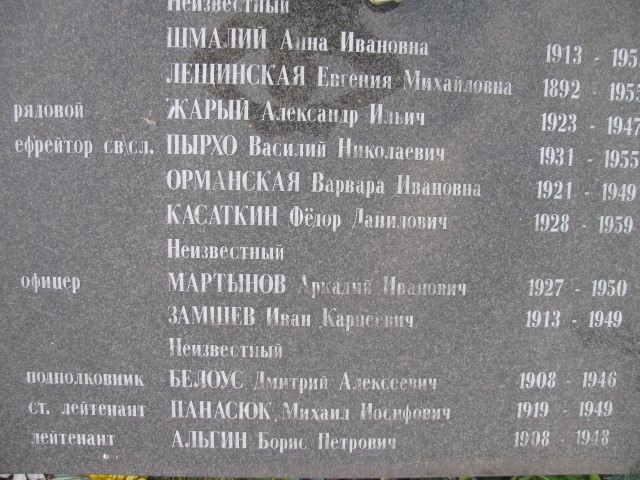 Неизвестный
ШМАЛИЙ Анна Ивановна 1913 - 195
ЛЕЩИНСКАЯ Евгения Михайловна 1892 - 1955
рядовой ЖАРЫЙ Александр Ильич 1923 - 1947
ефрейтор св\сл. ПЫРХО Василий Николаевич 1931 - 1955
ОРМАНСКАЯ Варвара Ивановна 1921 - 1949
КАСАТКИН Фёдор Данилович 1928 - 1959
Неизвестный
офицер МАРТЫНОВ Аркадий Иванович 1927 - 1950
ЗАМШЕВ Иван Карпеевич 1913 - 1949
Неизвестный
подполковник БЕЛОУС Дмитрий Алексеевич 1908 - 1946
ст. лейтенант ПАНАСЮК Михаил Иосифович 1919 - 1949
лейтенант АЛЬГИН Борис Петрович 1908 - 1948